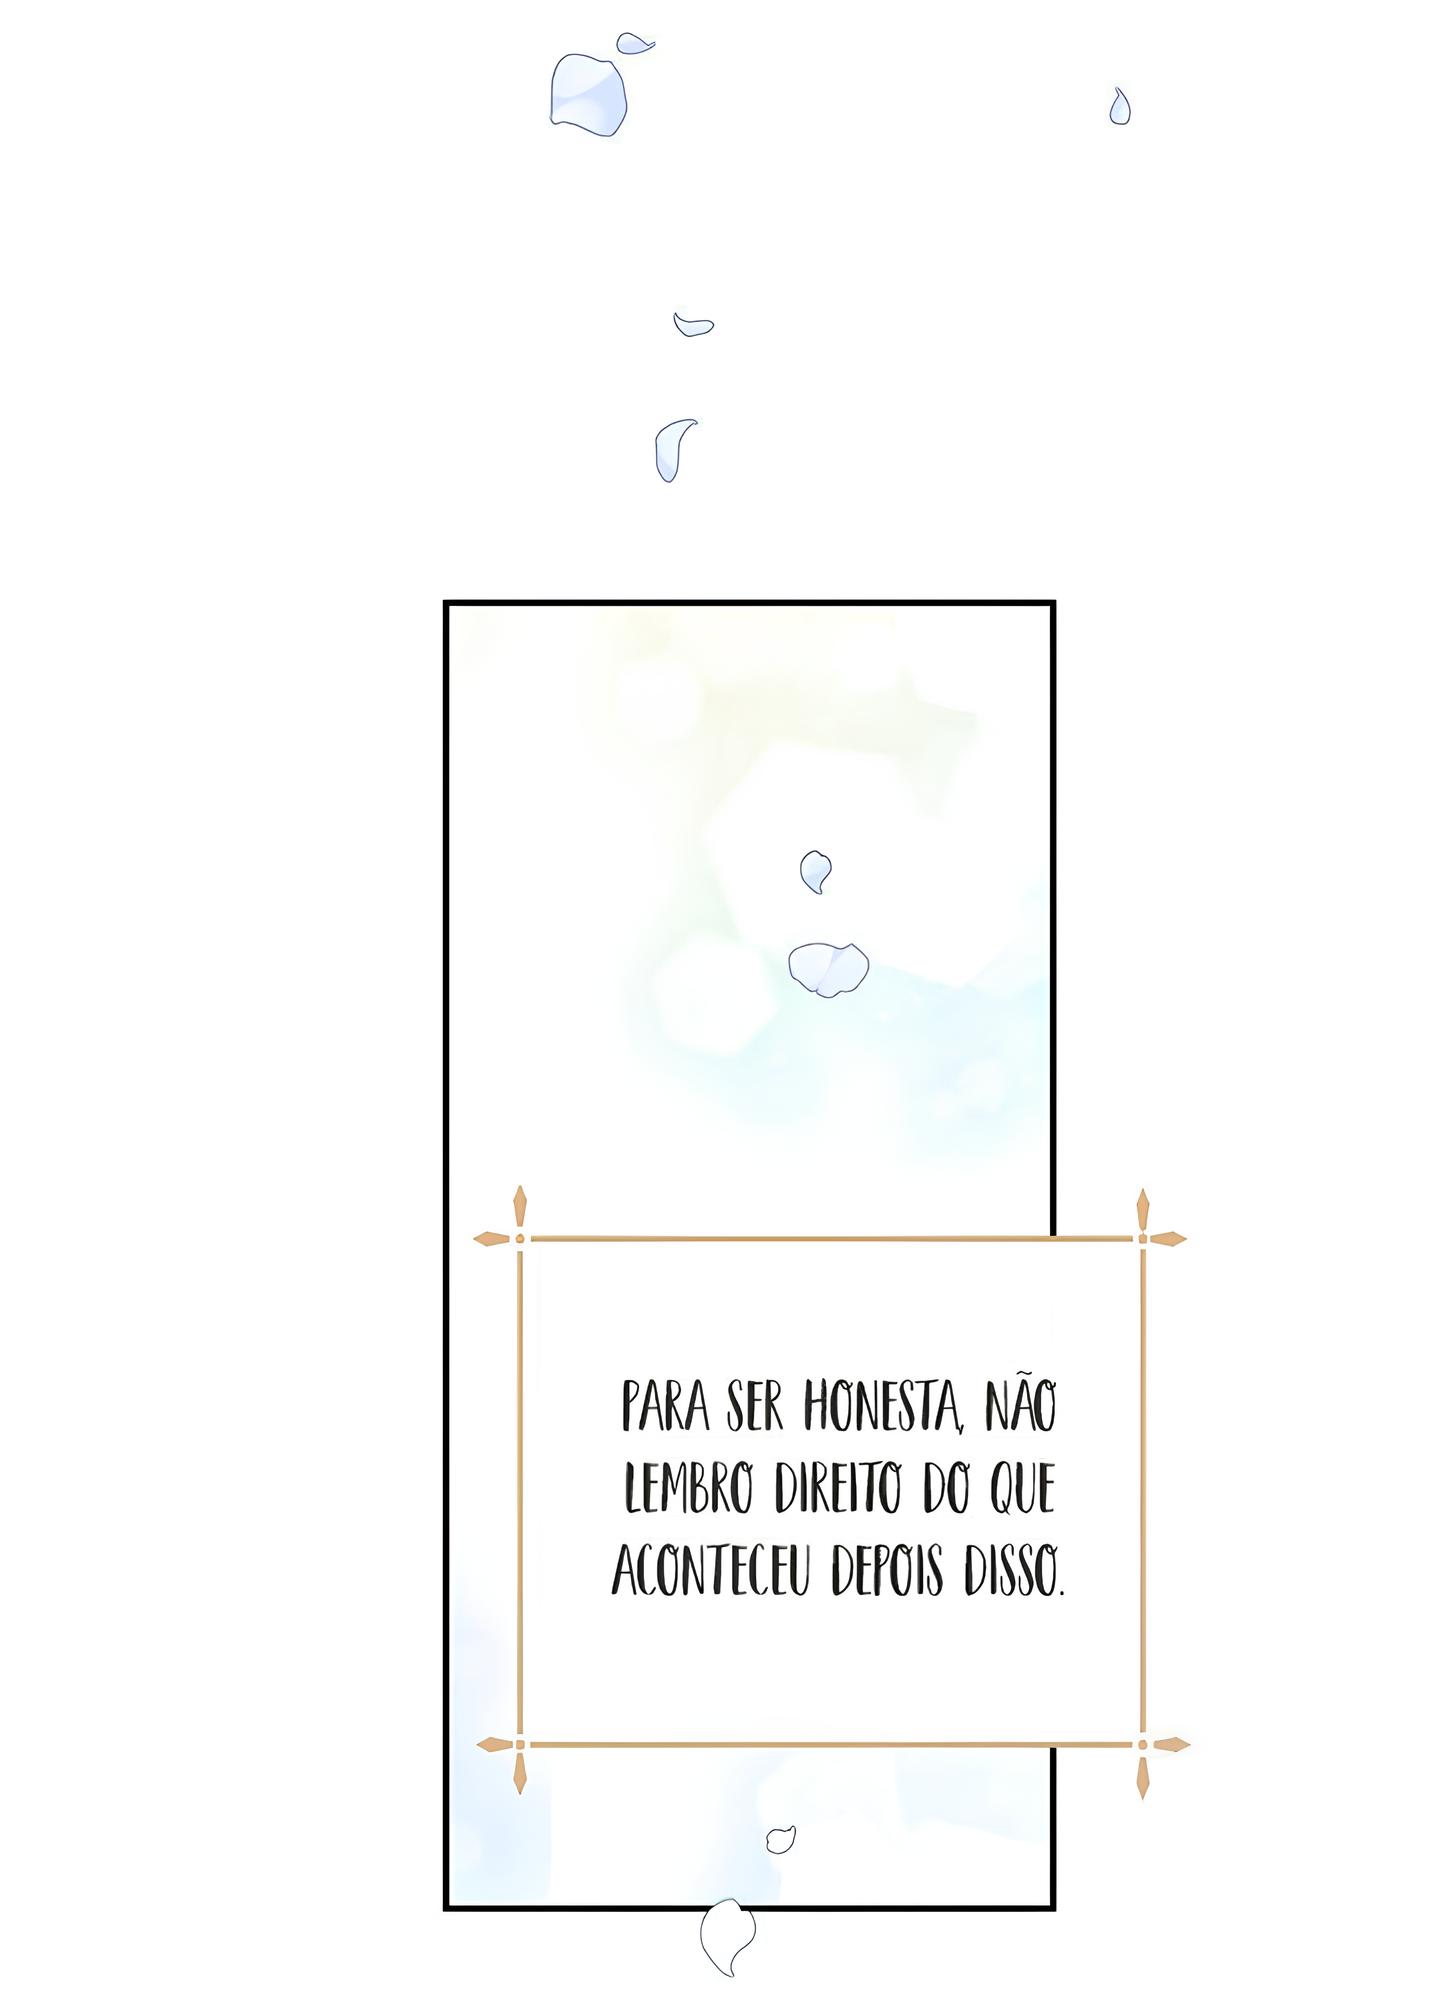 PARA SER HONESTA, NÃO
LEMBRO DIREITO DO QUE
ACONTECEU DEPOIS DISSO.